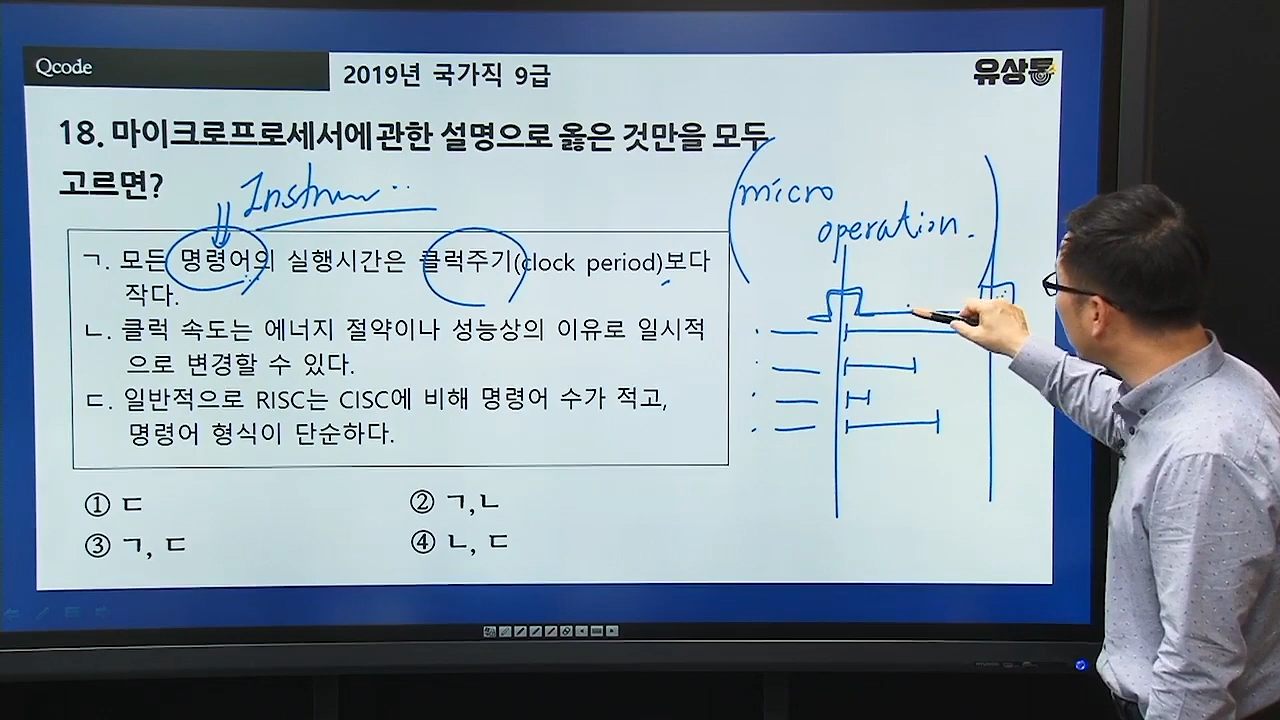 Qcode
2019년 국가직 9급
유상통
18. 마이크로프로세서에 관한 설명으로 옳은 것만을 모두
고르면?
Instruc..
micro
operation.
ㄱ. 모든 명령어의 실행시간은 클럭주기(clock period)보다
작다.
ㄴ. 클럭 속도는 에너지 절약이나 성능상의 이유로 일시적
으로 변경할 수 있다.
ㄷ. 일반적으로 RISC는 CISC에 비해 명령어 수가 적고,
명령어 형식이 단순하다.
① ㄷ
② ㄱ,ㄴ
③ ㄱ, ㄷ
④ ㄴ, ㄷ